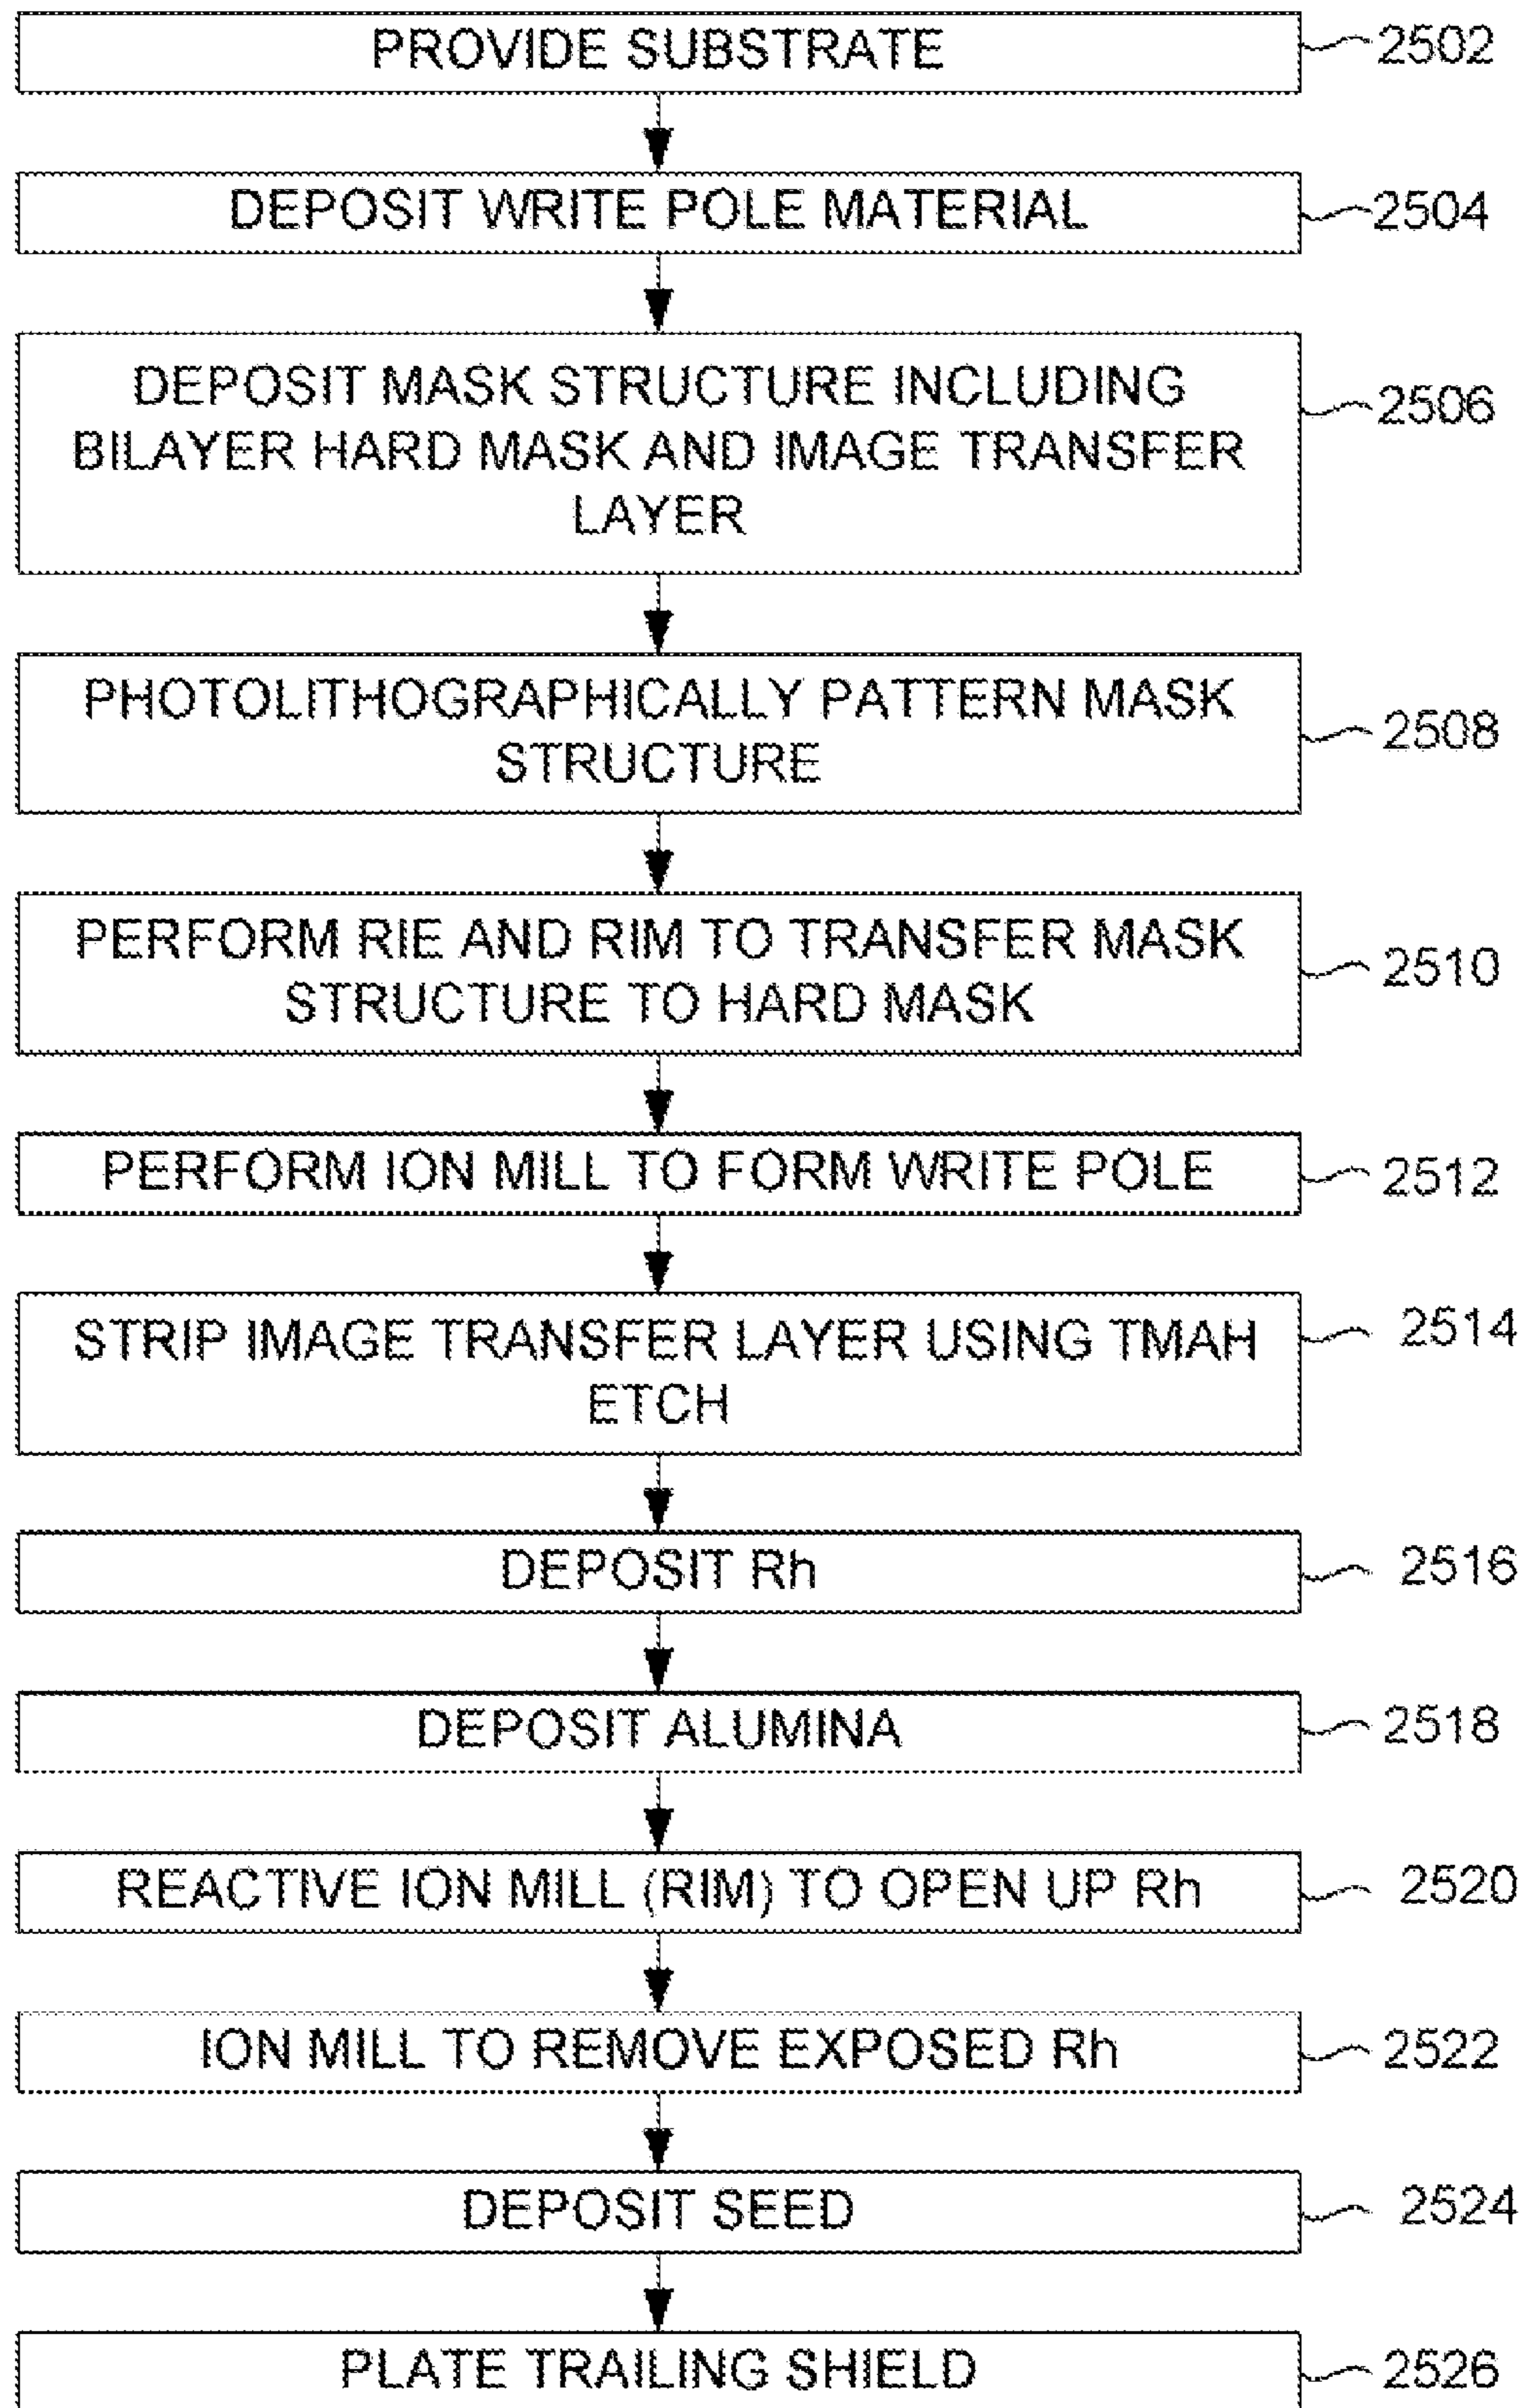 PROVIDE SUBSTRATE
2502
DEPOSIT WRITE POLE MATERIAL
2504
DEPOSIT MASK STRUCTURE INCLUDING
BILAYER HARD MASK AND IMAGE TRANSFER
LAYER
2506
PHOTOLITHOGRAPHICALLY PATTERN MASK
STRUCTURE
2508
PERFORM RIE AND RIM TO TRANSFER MASK
STRUCTURE TO HARD MASK
2510
PERFORM ION MILL TO FORM WRITE POLE
2512
STRIP IMAGE TRANSFER LAYER USING TMAH
ETCH
2514
DEPOSIT Rh
2516
DEPOSIT ALUMINA
2518
REACTIVE ION MILL (RIM) TO OPEN UP Rh
2520
ION MILL TO REMOVE EXPOSED Rh
2522
DEPOSIT SEED
2524
PLATE TRAILING SHIELD
2526